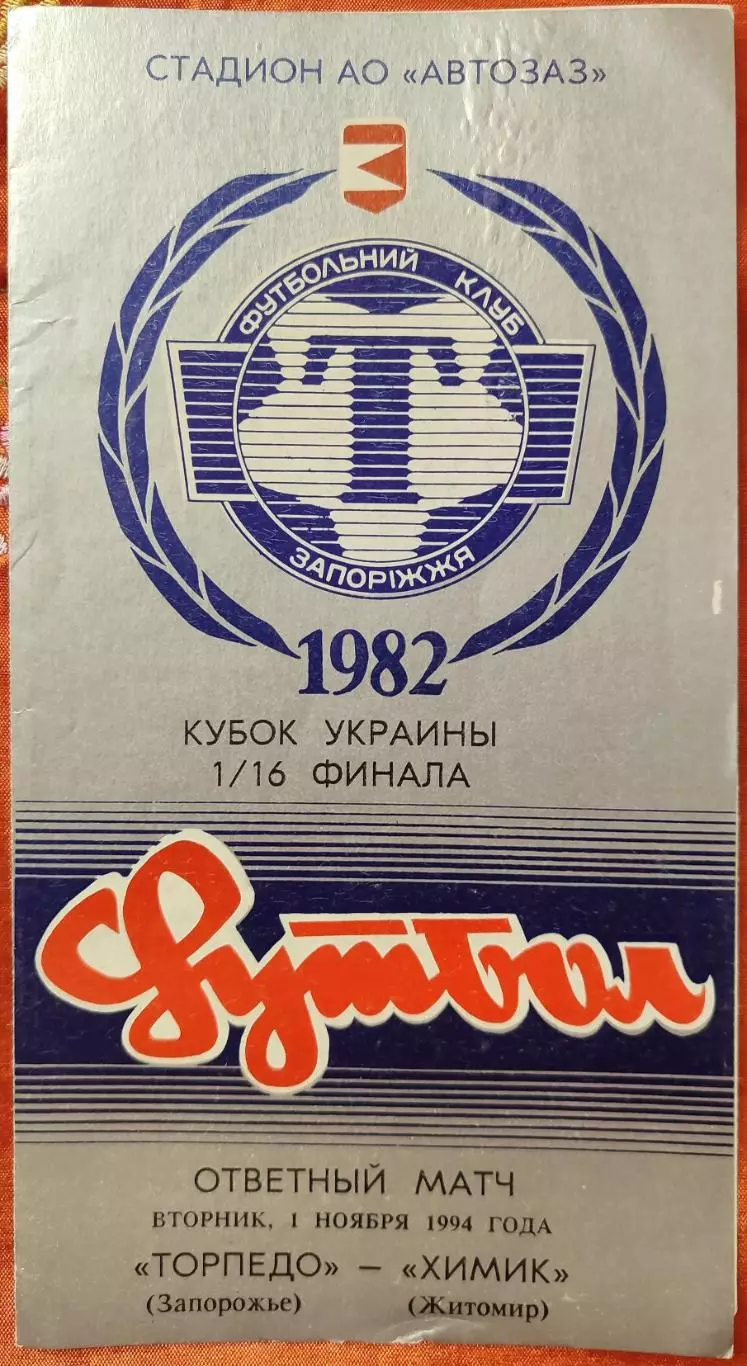 СТАДИОН АО «АВТОЗАЗ»
ФУТБОЛЬНИЙ КЛУБ
Т
ЗАПОРІЖЖЯ
1982
КУБОК УКРАИНЫ
1/16 ФИНАЛА
Футбол
ОТВЕТНЫЙ МАТЧ
ВТОРНИК, 1 НОЯБРЯ 1994 ГОДА
«ТОРПЕДО» — «ХИМИК»
(Запорожье) (Житомир)